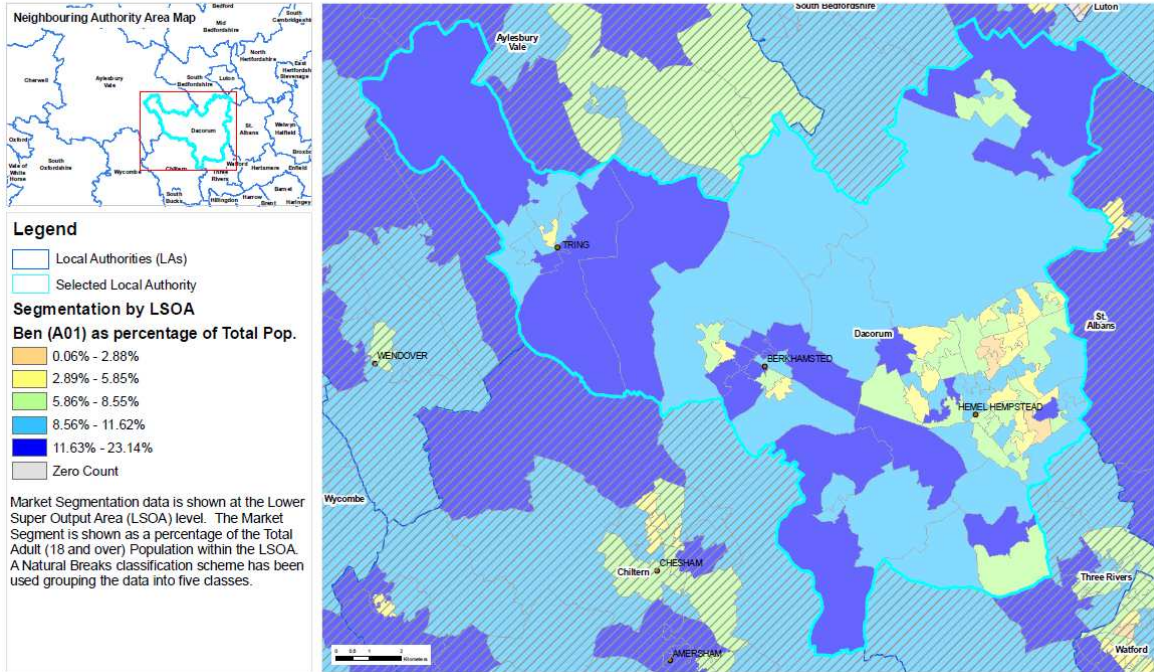 Neighbouring Authority Area Map
Bedford
Mid
Bedfordshire
South
Cambridgeshire
North
Hertfordshire
East
Hertfordshire
Stevenage
Cherwell
Aylesbury
Vale
South
Bedfordshire
Luton
Dacorum
St.
Albans
Welwyn
Hatfield
Oxford
Vale of
White
Horse
South
Oxfordshire
Wycombe
Chiltern
Three
Rivers
Watford
Hertsmere
Enfield
South
Bucks
Hillingdon
Harrow
Brent
Barnet
Haringey
Legend
Local Authorities (LAs)
Selected Local Authority
Segmentation by LSOA
Ben (A01) as percentage of Total Pop.
0.06% - 2.88%
2.89% - 5.85%
5.86% - 8.55%
8.56% - 11.62%
11.63% - 23.14%
Zero Count
Market Segmentation data is shown at the Lower
Super Output Area (LSOA) level. The Market
Segment is shown as a percentage of the Total
Adult (18 and over) Population within the LSOA.
A Natural Breaks classification scheme has been
used grouping the data into five classes.
South Bedfordshire
Luton
Aylesbury
Vale
TRING
WENDOVER
Dacorum
St.
Albans
BERKHAMSTED
HEMEL HEMPSTEAD
Wycombe
CHESHAM
Chiltern
Three Rivers
AMERSHAM
Watford
0 0.5 1 2
Kilometers